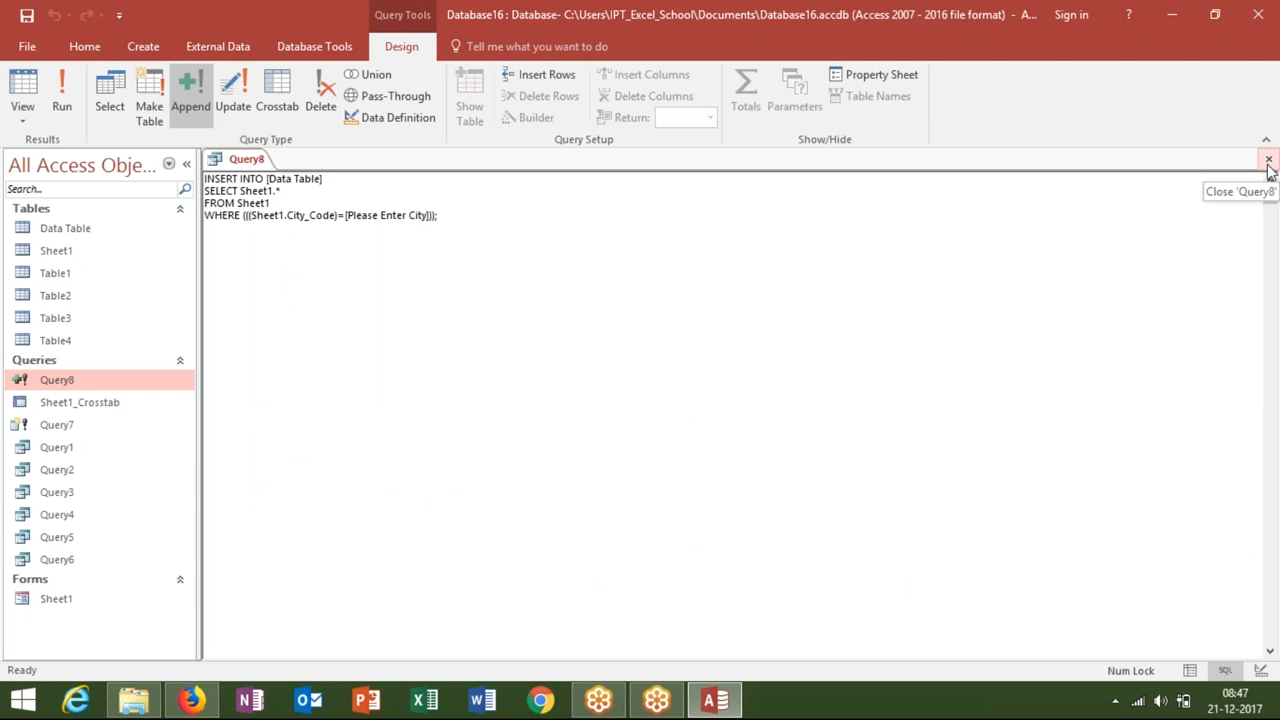 Query Tools
Database16 : Database- C:\Users\IPT_Excel_School\Documents\Database16.accdb (Access 2007 - 2016 file format) - A...
Sign in
?
File
Home
Create
External Data
Database Tools
Design
Tell me what you want to do
View
Run
Select
Make Table
Append
Update
Crosstab
Delete
Union
Pass-Through
Data Definition
Show Table
Insert Rows
Delete Rows
Builder
Insert Columns
Delete Columns
Return:
Totals
Parameters
Property Sheet
Table Names
Results
Query Type
Query Setup
Show/Hide
All Access Obje...
Search...
Tables
Data Table
Sheet1
Table1
Table2
Table3
Table4
Queries
Query8
Sheet1_Crosstab
Query7
Query1
Query2
Query3
Query4
Query5
Query6
Forms
Sheet1
Query8
INSERT INTO [Data Table]
SELECT Sheet1.*
FROM Sheet1
WHERE (((Sheet1.City_Code)=[Please Enter City]));
Close 'Query8'
Ready
Num Lock
SQL
08:47
21-12-2017